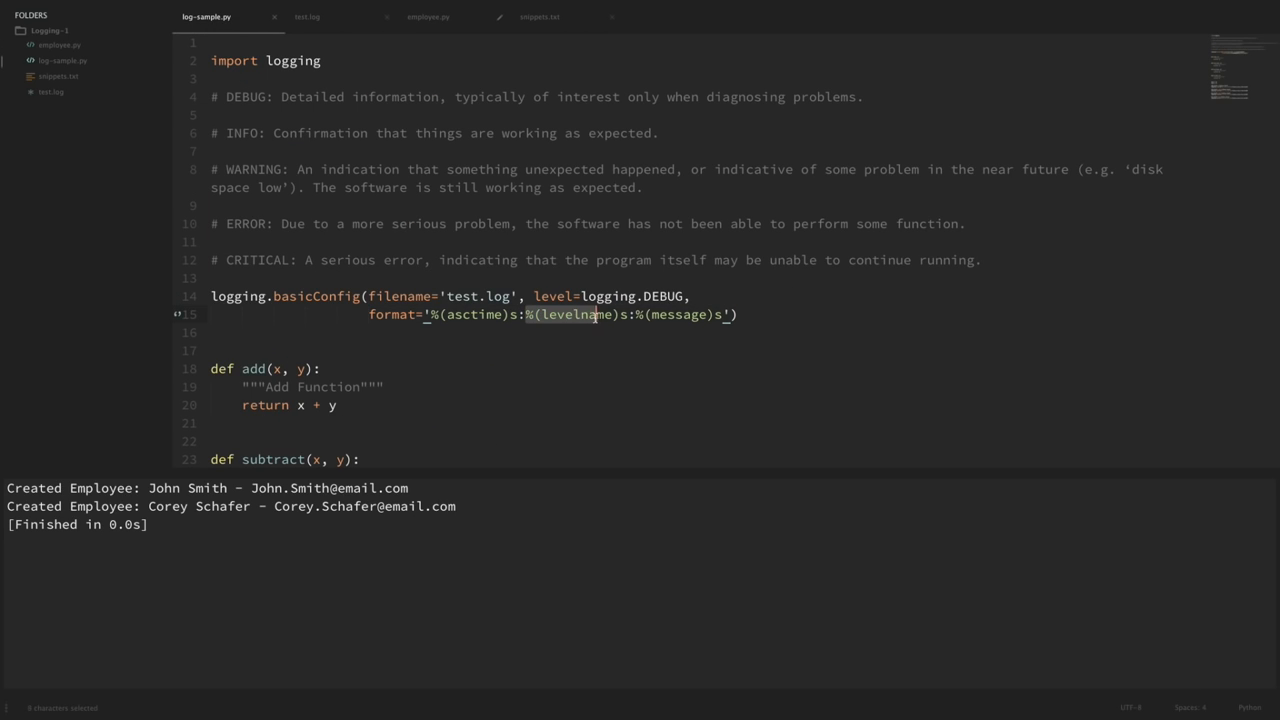 FOLDERS
Logging-1
employee.py
log-sample.py
snippets.txt
test.log
log-sample.py × test.log × employee.py snippets.txt ×
1
2 import logging
3
4 # DEBUG: Detailed information, typically of interest only when diagnosing problems.
5
6 # INFO: Confirmation that things are working as expected.
7
8 # WARNING: An indication that something unexpected happened, or indicative of some problem in the near future (e.g. ‘disk
space low’). The software is still working as expected.
9
10 # ERROR: Due to a more serious problem, the software has not been able to perform some function.
11
12 # CRITICAL: A serious error, indicating that the program itself may be unable to continue running.
13
14 logging.basicConfig(filename='test.log', level=logging.DEBUG,
15 format='%(asctime)s:%(levelname)s:%(message)s')
16
17
18 def add(x, y):
19 """Add Function"""
20 return x + y
21
22
23 def subtract(x, y):
Created Employee: John Smith - John.Smith@email.com
Created Employee: Corey Schafer - Corey.Schafer@email.com
[Finished in 0.0s]
characters selected UTF-8 Spaces: 4 Python